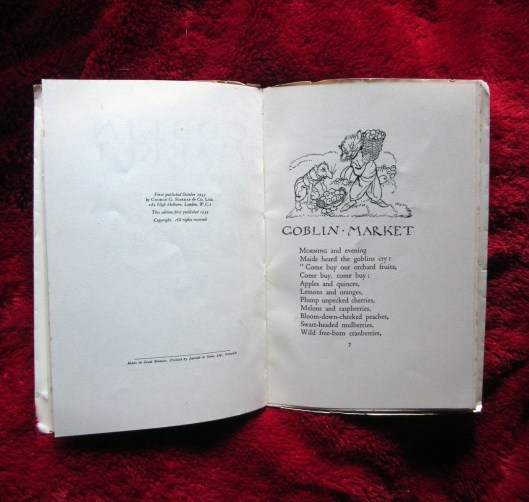 First published October 1933
by GEORGE G. HARRAP & CO. LTD.
182 High Holborn, London, W.C.1
This edition first published 1939
Copyright. All rights reserved
Made in Great Britain. Printed by Jarrold & Sons, Ltd., Norwich
GOBLIN · MARKET
MORNING and evening
Maids heard the goblins cry:
“ Come buy our orchard fruits,
Come buy, come buy:
Apples and quinces,
Lemons and oranges,
Plump unpecked cherries,
Melons and raspberries,
Bloom-down-cheeked peaches,
Swart-headed mulberries,
Wild free-born cranberries,
7